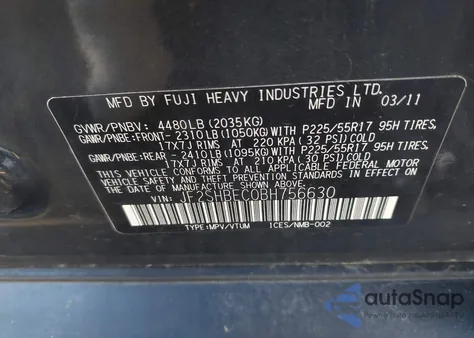 MFD BY FUJI HEAVY INDUSTRIES LTD.
IN 03/11
GVWR/PNBV: 4480LB (2035KG)
GAWR/PNBE:FRONT-2310LB(1050KG)WITH P225/55R17 95H TIRES,
17X7J RIMS AT 220 KPA(32 PSI)COLD
GAWR/PNBE:REAR -2410LB(1095KG)WITH P225/55R17 95H TIRES,
17X7J RIMS AT 210 KPA(30 PSI)COLD
THIS VEHICLE CONFORMS TO ALL APPLICABLE FEDERAL
MOTOR VEHICLE SAFETY STANDARDS IN EFFECT ON
THE DATE OF MANUFACTURE SHOWN ABOVE.
VIN: JF2SHBEC0BH756630
TYPE:MPV/VTUM ICES/NMB-002
autoSnap
POWERED BY CARFAST